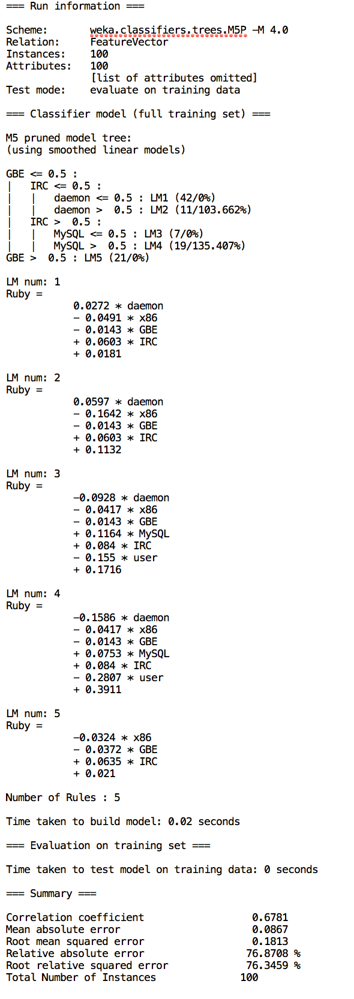 === Run information ===
Scheme:       weka.classifiers.trees.M5P -M 4.0
Relation:     FeatureVector
Instances:    100
Attributes:   100
              [list of attributes omitted]
Test mode:    evaluate on training data
=== Classifier model (full training set) ===
M5 pruned model tree:
(using smoothed linear models)
GBE <= 0.5 :
|   IRC <= 0.5 :
|   |   daemon <= 0.5 : LM1 (42/0%)
|   |   daemon >  0.5 : LM2 (11/103.662%)
|   IRC >  0.5 :
|   |   MySQL <= 0.5 : LM3 (7/0%)
|   |   MySQL >  0.5 : LM4 (19/135.407%)
GBE >  0.5 : LM5 (21/0%)
LM num: 1
Ruby =
0.0272 * daemon
- 0.0491 * x86
- 0.0143 * GBE
+ 0.0603 * IRC
+ 0.0181
LM num: 2
Ruby =
0.0597 * daemon
- 0.1642 * x86
- 0.0143 * GBE
+ 0.0603 * IRC
+ 0.1132
LM num: 3
Ruby =
-0.0928 * daemon
- 0.0417 * x86
- 0.0143 * GBE
+ 0.1164 * MySQL
+ 0.084 * IRC
- 0.155 * user
+ 0.1716
LM num: 4
Ruby =
-0.1586 * daemon
- 0.0417 * x86
- 0.0143 * GBE
+ 0.0753 * MySQL
+ 0.084 * IRC
- 0.2807 * user
+ 0.3911
LM num: 5
Ruby =
-0.0324 * x86
- 0.0372 * GBE
+ 0.0635 * IRC
+ 0.021
Number of Rules : 5
Time taken to build model: 0.02 seconds
=== Evaluation on training set ===
Time taken to test model on training data: 0 seconds
=== Summary ===
Correlation coefficient                  0.6781
Mean absolute error                      0.0867
Root mean squared error                  0.1813
Relative absolute error                 76.8708 %
Root relative squared error             76.3459 %
Total Number of Instances              100